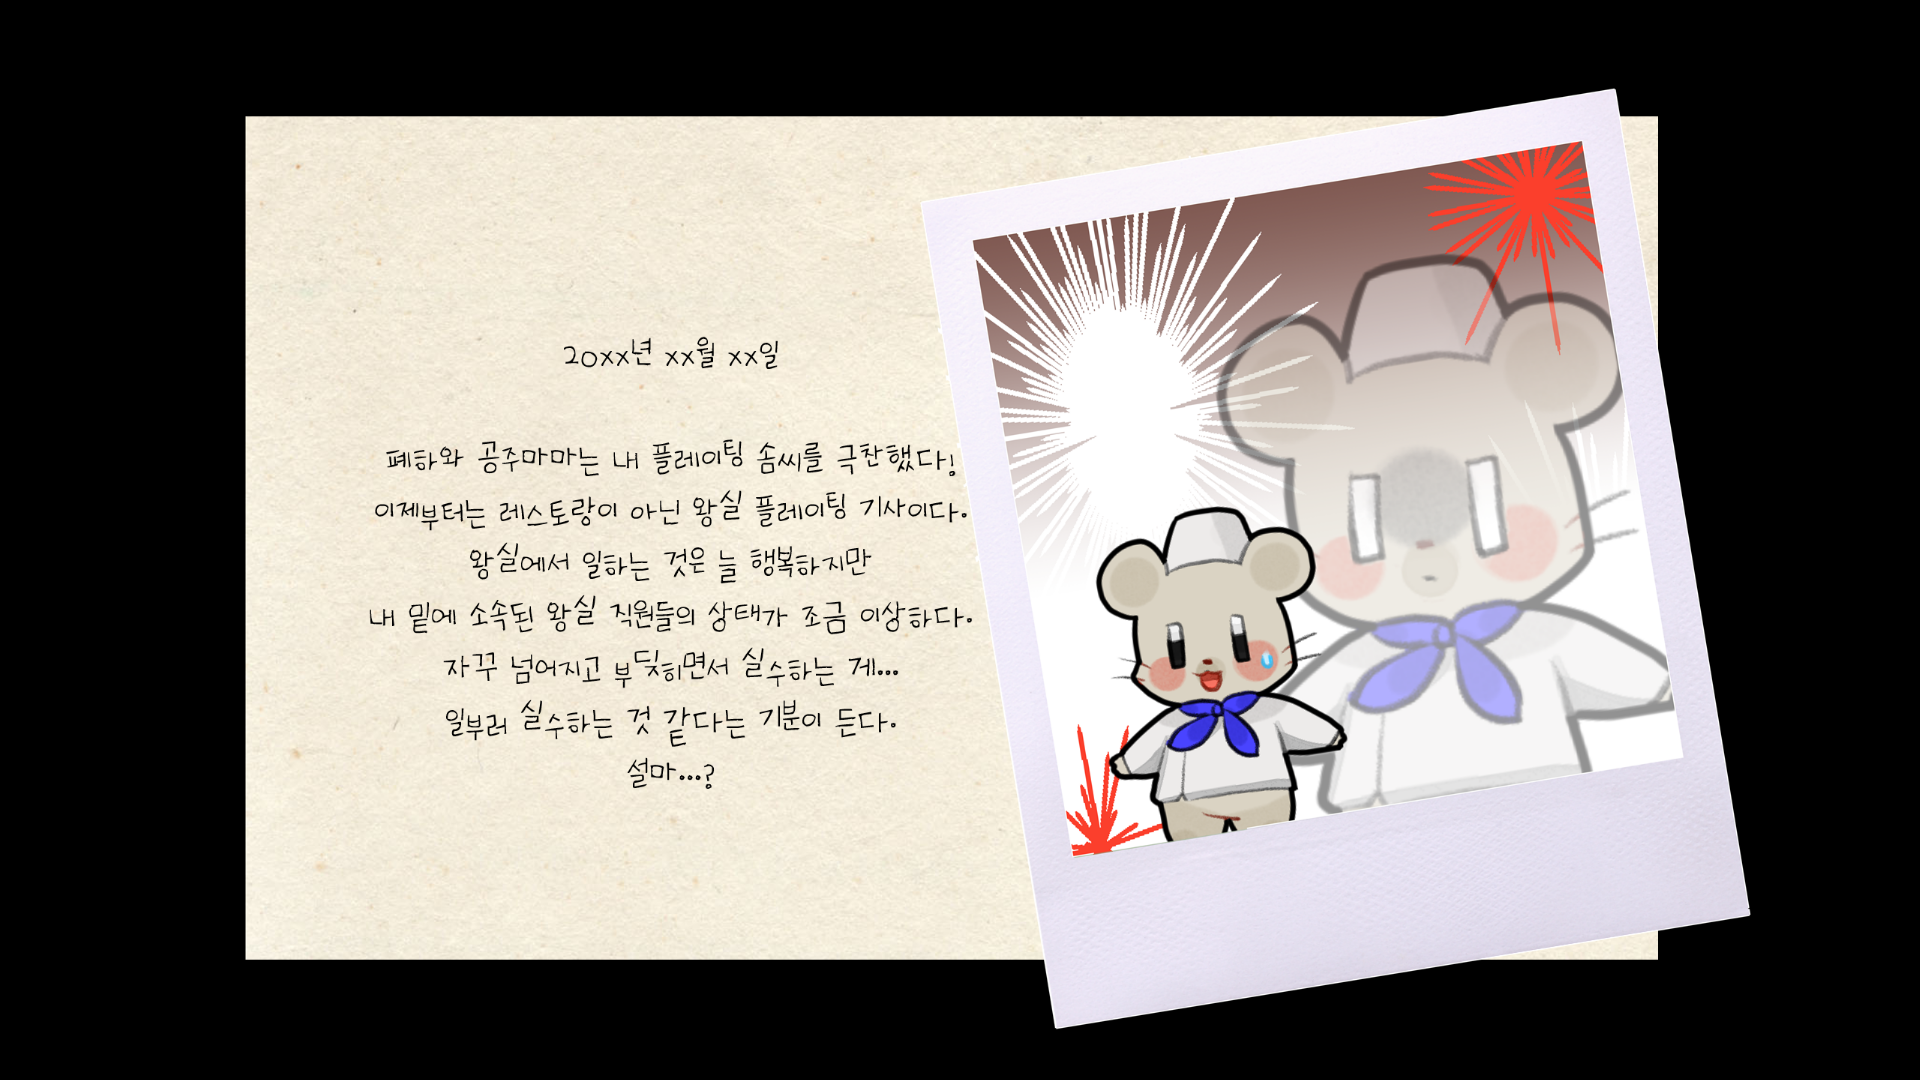 20xx년 xx월 xx일
폐하와 공주마마는 내 플레이팅 솜씨를 극찬했다!
이제부터는 레스토랑이 아닌 왕실 플레이팅 기사이다.
왕실에서 일하는 것은 늘 행복하지만
내 밑에 소속된 왕실 직원들의 상태가 조금 이상하다.
자꾸 넘어지고 부딪히면서 실수하는 게...
일부러 실수하는 것 같다는 기분이 든다.
설마...?